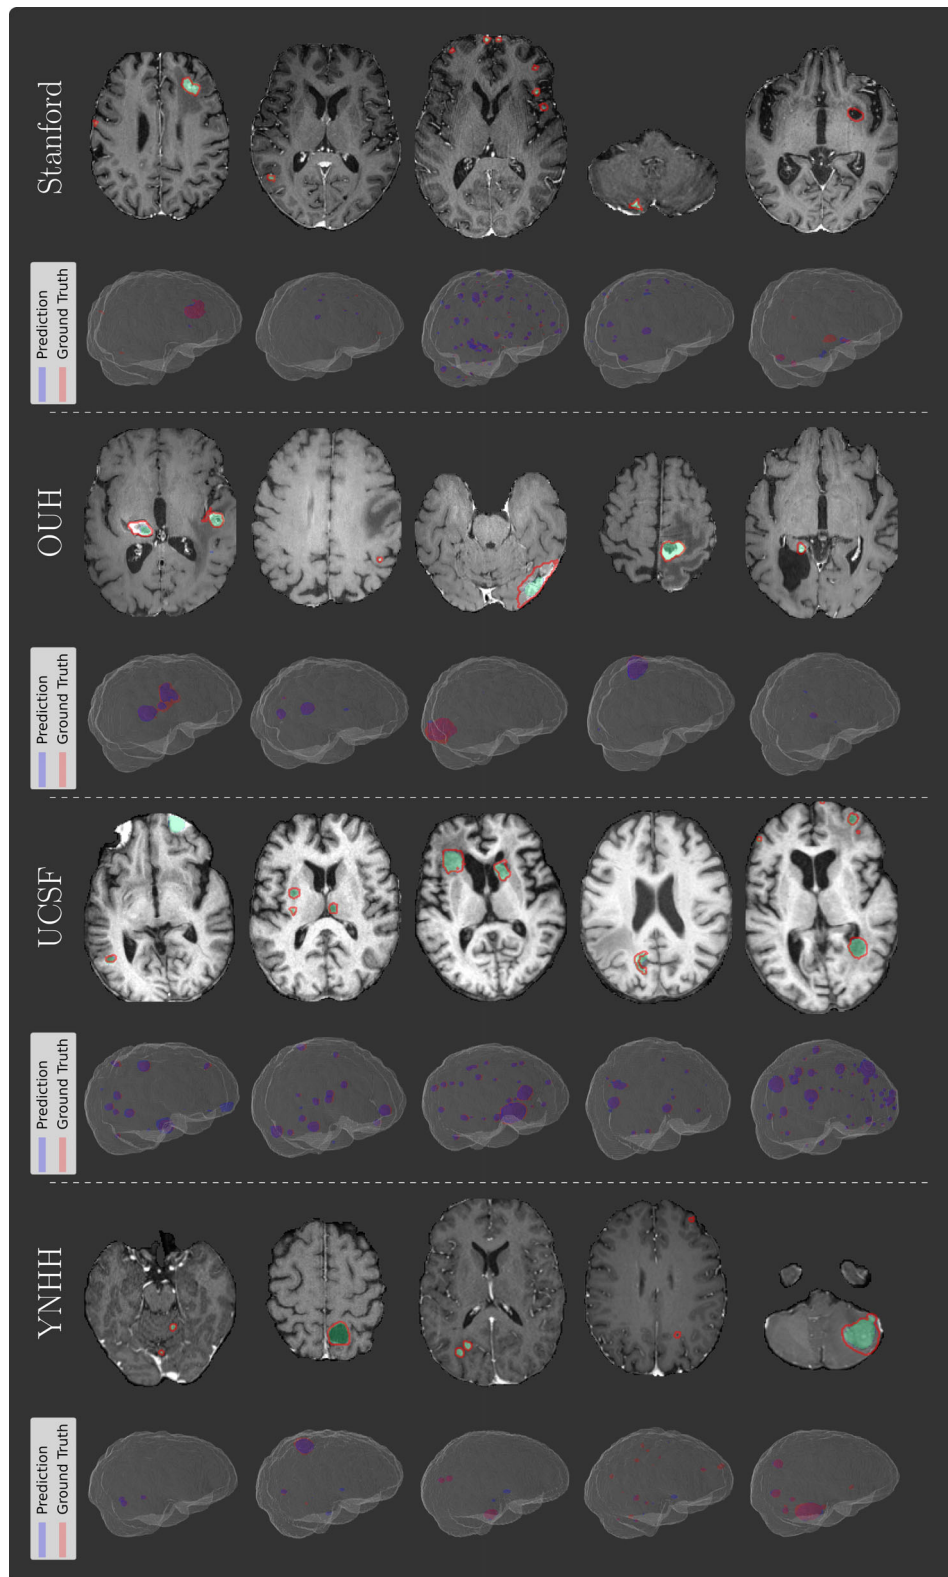 Stanford
Prediction
Ground Truth
OUH
Prediction
Ground Truth
UCSF
Prediction
Ground Truth
YNHH
Prediction
Ground Truth